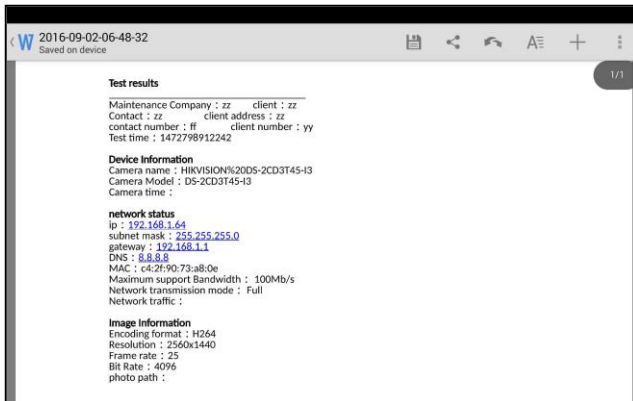 2016-09-02-06-48-32
Saved on device
1/1
Test results
Maintenance Company：zz client：zz
Contact：zz client address：zz
contact number：ff client number：yy
Test time：1472798912242
Device Information
Camera name：HIKVISION%20DS-2CD3T45-I3
Camera Model：DS-2CD3T45-I3
Camera time：
network status
ip：192.168.1.64
subnet mask：255.255.255.0
gateway：192.168.1.1
DNS：8.8.8.8
MAC：c4:2f:90:73:a8:0e
Maximum support Bandwidth： 100Mb/s
Network transmission mode： Full
Network traffic：
Image Information
Encoding format：H264
Resolution：2560x1440
Frame rate：25
Bit Rate：4096
photo path：